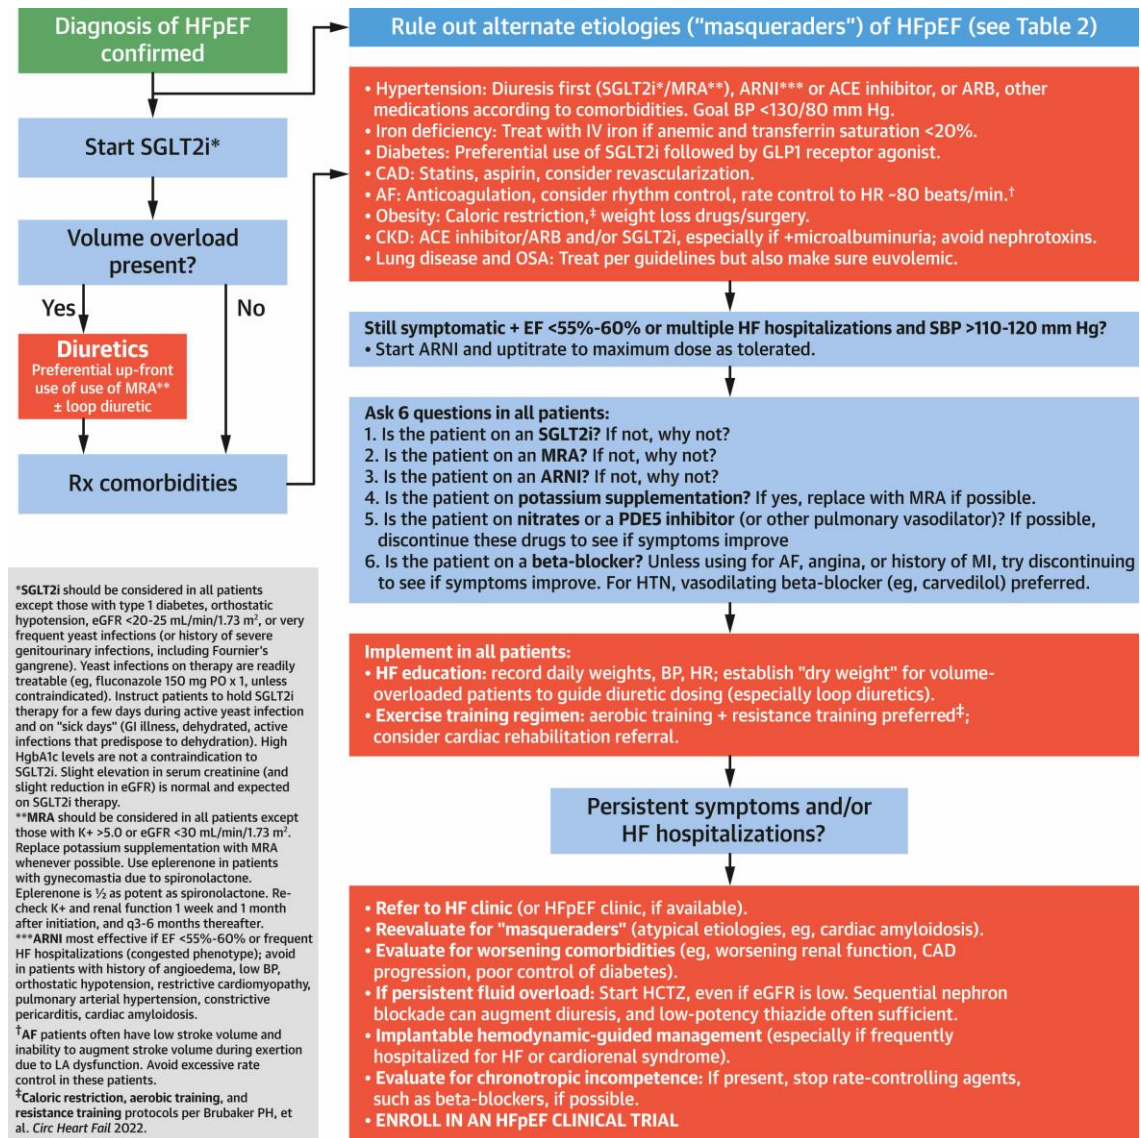 Diagnosis of HFpEF
confirmed
Start SGLT2i*
Volume overload
present?
Yes
No
Diuretics
Preferential up-front
use of use of MRA**
± loop diuretic
Rx comorbidities
Rule out alternate etiologies ("masqueraders") of HFpEF (see Table 2)
• Hypertension: Diuresis first (SGLT2i*/MRA**), ARNI*** or ACE inhibitor, or ARB, other
medications according to comorbidities. Goal BP <130/80 mm Hg.
• Iron deficiency: Treat with IV iron if anemic and transferrin saturation <20%.
• Diabetes: Preferential use of SGLT2i followed by GLP1 receptor agonist.
• CAD: Statins, aspirin, consider revascularization.
• AF: Anticoagulation, consider rhythm control, rate control to HR ~80 beats/min.†
• Obesity: Caloric restriction,‡ weight loss drugs/surgery.
• CKD: ACE inhibitor/ARB and/or SGLT2i, especially if +microalbuminuria; avoid nephrotoxins.
• Lung disease and OSA: Treat per guidelines but also make sure euvolemic.
Still symptomatic + EF <55%-60% or multiple HF hospitalizations and SBP >110-120 mm Hg?
• Start ARNI and uptitrate to maximum dose as tolerated.
Ask 6 questions in all patients:
1. Is the patient on an SGLT2i? If not, why not?
2. Is the patient on an MRA? If not, why not?
3. Is the patient on an ARNI? If not, why not?
4. Is the patient on potassium supplementation? If yes, replace with MRA if possible.
5. Is the patient on nitrates or a PDE5 inhibitor (or other pulmonary vasodilator)? If possible,
discontinue these drugs to see if symptoms improve
6. Is the patient on a beta-blocker? Unless using for AF, angina, or history of MI, try discontinuing
to see if symptoms improve. For HTN, vasodilating beta-blocker (eg, carvedilol) preferred.
Implement in all patients:
• HF education: record daily weights, BP, HR; establish "dry weight" for volume-
overloaded patients to guide diuretic dosing (especially loop diuretics).
• Exercise training regimen: aerobic training + resistance training preferred‡;
consider cardiac rehabilitation referral.
Persistent symptoms and/or
HF hospitalizations?
• Refer to HF clinic (or HFpEF clinic, if available).
• Reevaluate for "masqueraders" (atypical etiologies, eg, cardiac amyloidosis).
• Evaluate for worsening comorbidities (eg, worsening renal function, CAD
progression, poor control of diabetes).
• If persistent fluid overload: Start HCTZ, even if eGFR is low. Sequential nephron
blockade can augment diuresis, and low-potency thiazide often sufficient.
• Implantable hemodynamic-guided management (especially if frequently
hospitalized for HF or cardiorenal syndrome).
• Evaluate for chronotropic incompetence: If present, stop rate-controlling agents,
such as beta-blockers, if possible.
• ENROLL IN AN HFpEF CLINICAL TRIAL
*SGLT2i should be considered in all patients
except those with type 1 diabetes, orthostatic
hypotension, eGFR <20-25 mL/min/1.73 m², or very
frequent yeast infections (or history of severe
genitourinary infections, including Fournier's
gangrene). Yeast infections on therapy are readily
treatable (eg, fluconazole 150 mg PO x 1, unless
contraindicated). Instruct patients to hold SGLT2i
therapy for a few days during active yeast infection
and on "sick days" (GI illness, dehydrated, active
infections that predispose to dehydration). High
HgbA1c levels are not a contraindication to
SGLT2i. Slight elevation in serum creatinine (and
slight reduction in eGFR) is normal and expected
on SGLT2i therapy.
**MRA should be considered in all patients except
those with K+ >5.0 or eGFR <30 mL/min/1.73 m².
Replace potassium supplementation with MRA
whenever possible. Use eplerenone in patients
with gynecomastia due to spironolactone.
Eplerenone is ½ as potent as spironolactone. Re-
check K+ and renal function 1 week and 1 month
after initiation, and q3-6 months thereafter.
***ARNI most effective if EF <55%-60% or frequent
HF hospitalizations (congested phenotype); avoid
in patients with history of angioedema, low BP,
orthostatic hypotension, restrictive cardiomyopathy,
pulmonary arterial hypertension, constrictive
pericarditis, cardiac amyloidosis.
†AF patients often have low stroke volume and
inability to augment stroke volume during exertion
due to LA dysfunction. Avoid excessive rate
control in these patients.
‡Caloric restriction, aerobic training, and
resistance training protocols per Brubaker PH, et
al. Circ Heart Fail 2022.